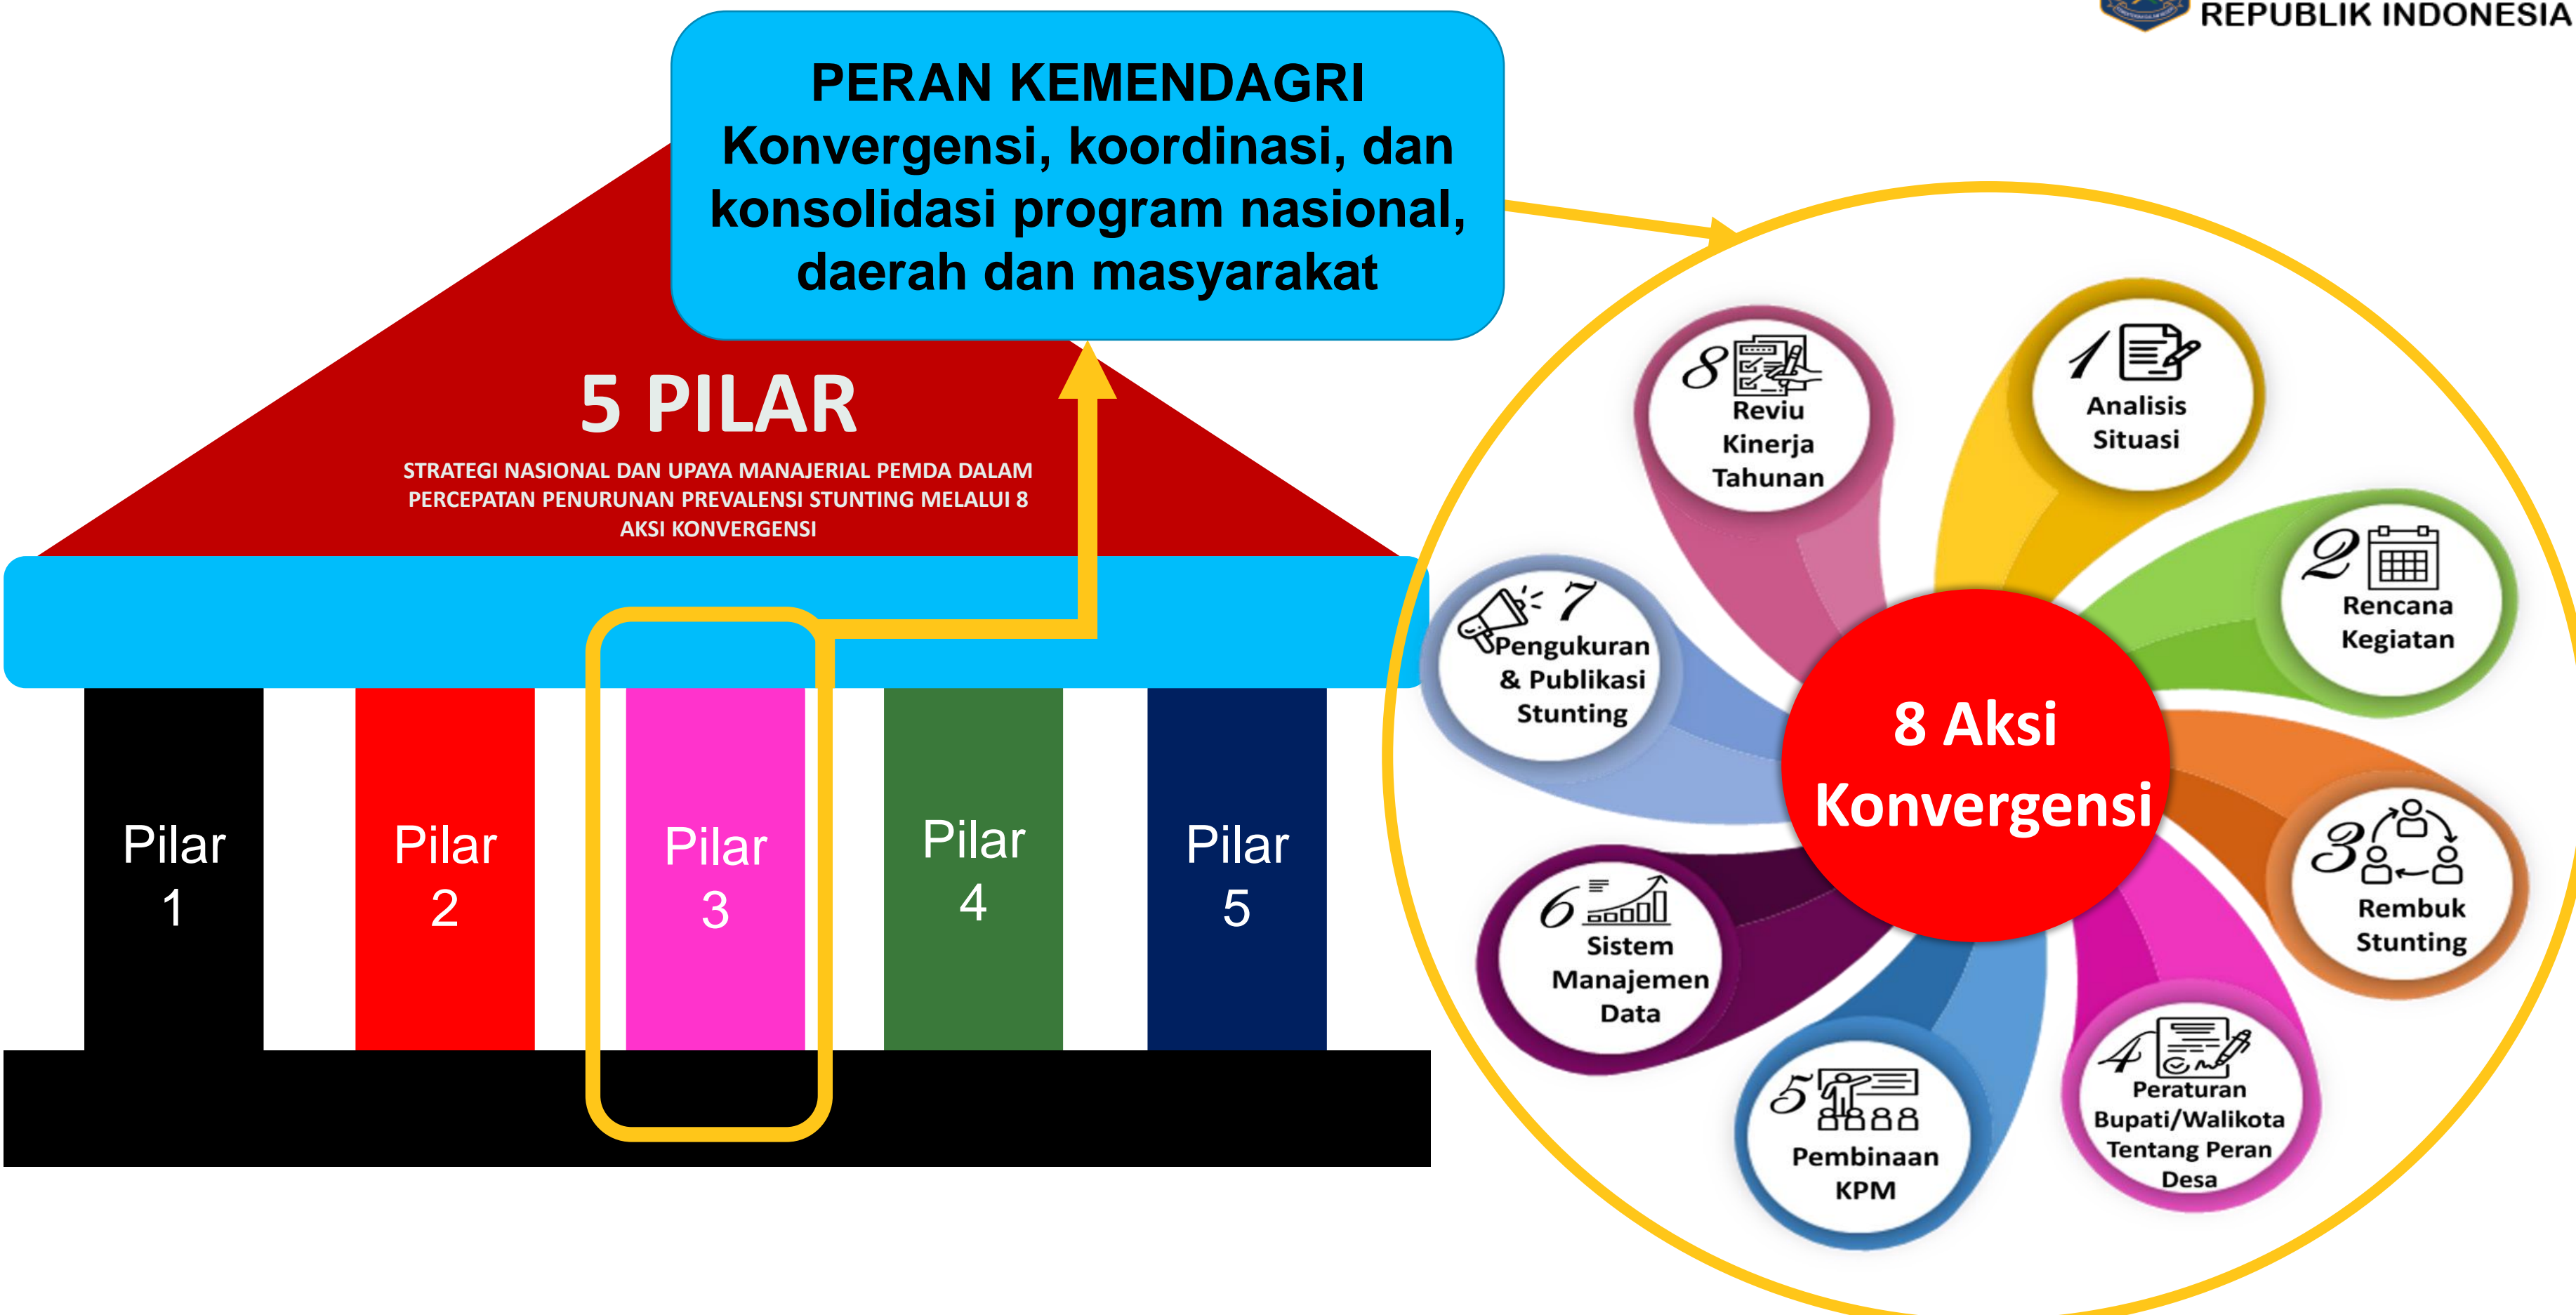 REPUBLIK INDONESIA
PERAN KEMENDAGRI
Konvergensi, koordinasi, dan
konsolidasi program nasional,
daerah dan masyarakat
5 PILAR
STRATEGI NASIONAL DAN UPAYA MANAJERIAL PEMDA DALAM
PERCEPATAN PENURUNAN PREVALENSI STUNTING MELALUI 8
AKSI KONVERGENSI
Pilar
1
Pilar
2
Pilar
3
Pilar
4
Pilar
5
8 Aksi
Konvergensi
1
Analisis
Situasi
2
Rencana
Kegiatan
3
Rembuk
Stunting
4
Peraturan
Bupati/Walikota
Tentang Peran
Desa
5
Pembinaan
KPM
6
Sistem
Manajemen
Data
7
Pengukuran
& Publikasi
Stunting
8
Reviu
Kinerja
Tahunan